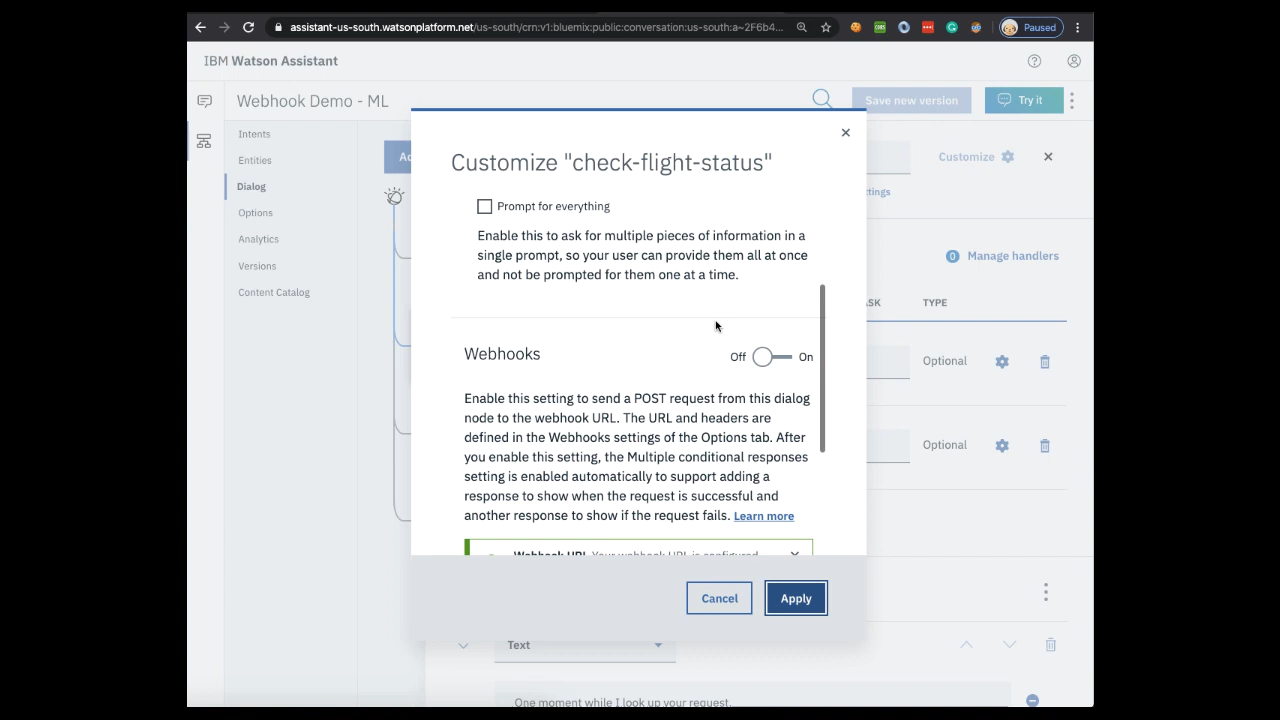 assistant-us-south.watsonplatform.net/us-south/crn:v1:bluemix:public:conversation:us-south:a~2F6b4...
Paused
IBM Watson Assistant
Webhook Demo - ML
Save new version
Try it
Intents
Entities
Dialog
Options
Analytics
Versions
Content Catalog
Customize
Manage handlers
0
TYPE
Optional
Optional
Customize "check-flight-status"
Prompt for everything
Enable this to ask for multiple pieces of information in a
single prompt, so your user can provide them all at once
and not be prompted for them one at a time.
Webhooks
Off
On
Enable this setting to send a POST request from this dialog
node to the webhook URL. The URL and headers are
defined in the Webhooks settings of the Options tab. After
you enable this setting, the Multiple conditional responses
setting is enabled automatically to support adding a
response to show when the request is successful and
another response to show if the request fails. Learn more
Webhook URL Your webhook URL is configured
Cancel
Apply
Text
One moment while I look up your request.